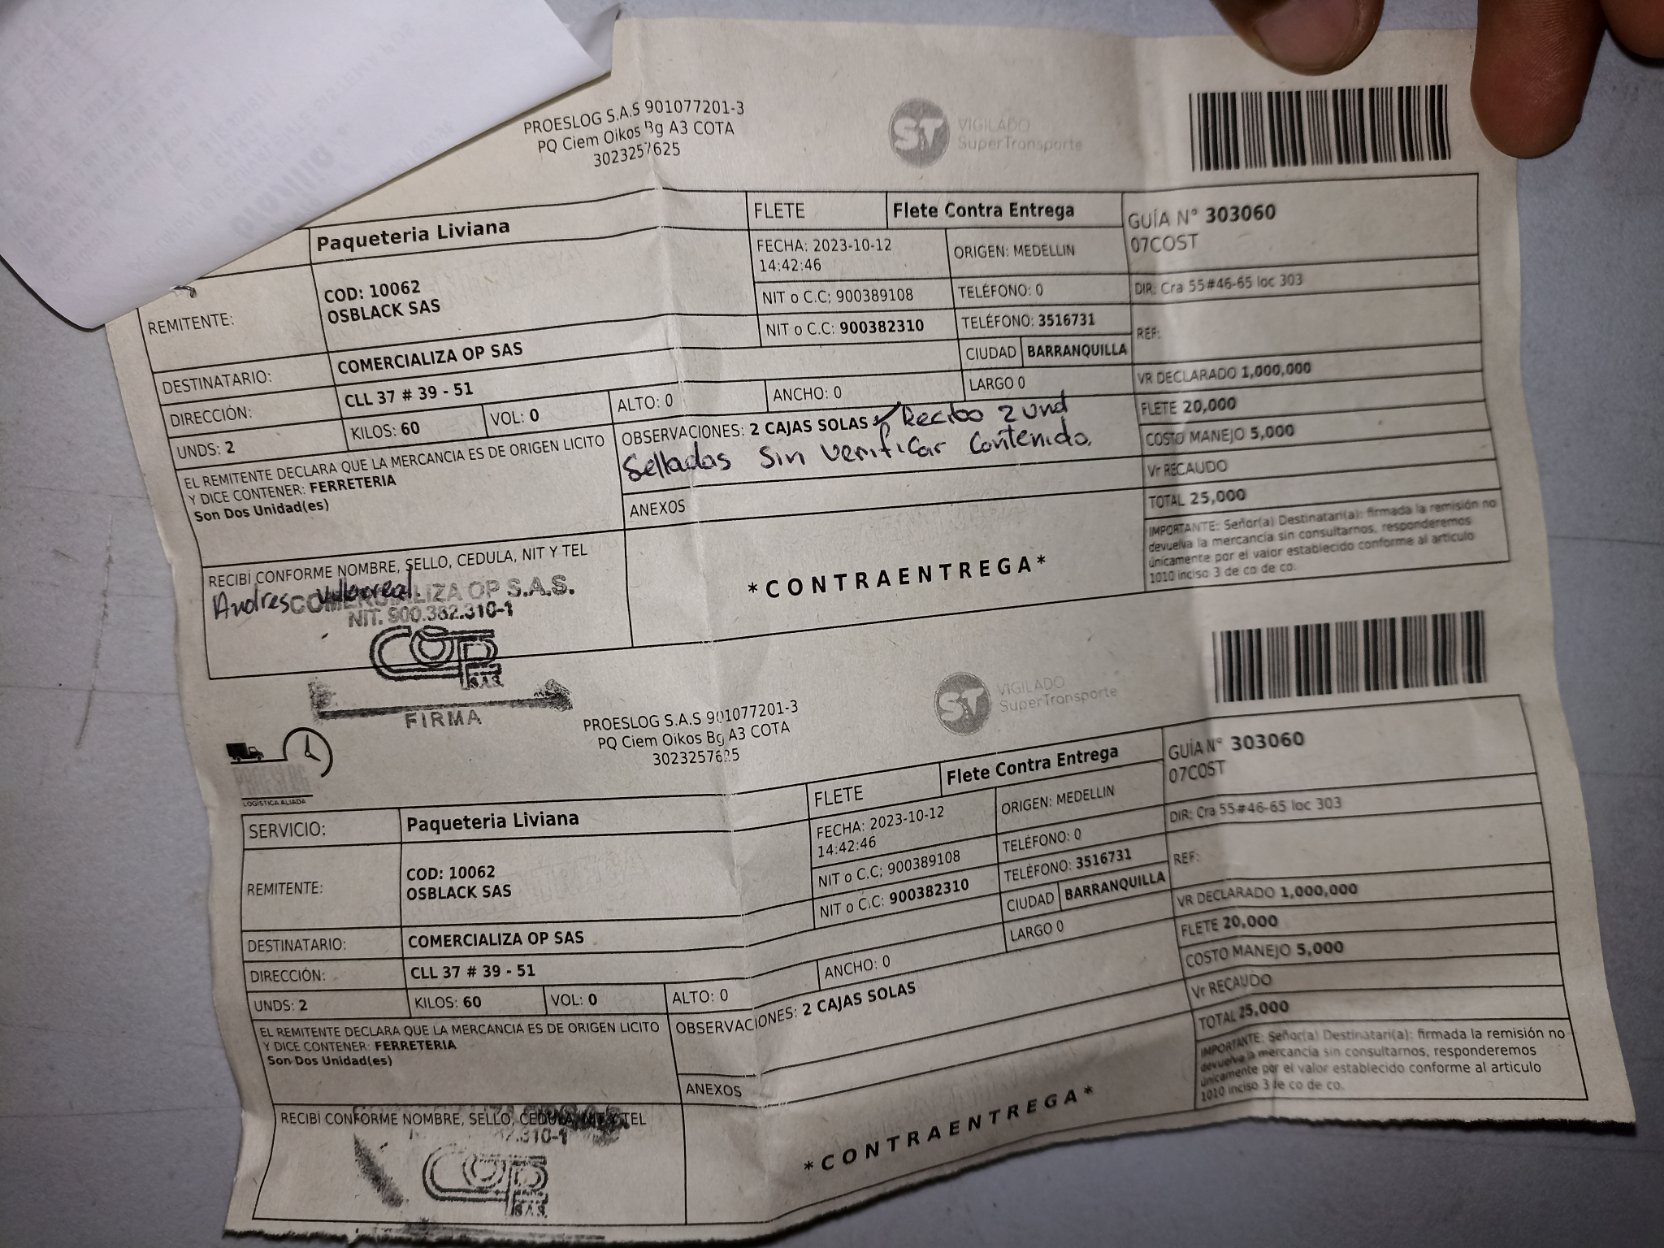 PROESLOG S.A.S 901077201-3
PQ Ciem Oikos Bg A3 COTA
3023257625
ST VIGILADO
SuperTransporte
Paqueteria Liviana
FLETE
Flete Contra Entrega
GUÍA N° 303060
07COST
REMITENTE:
COD: 10062
OSBLACK SAS
FECHA: 2023-10-12
14:42:46
ORIGEN: MEDELLIN
DIR: Cra 55#46-65 loc 303
NIT o C.C: 900389108
TELÉFONO: 0
NIT o C.C: 900382310
TELÉFONO: 3516731
REF:
DESTINATARIO:
COMERCIALIZA OP SAS
CIUDAD
BARRANQUILLA
DIRECCIÓN:
CLL 37 # 39 - 51
VR DECLARADO 1,000,000
UNDS: 2
KILOS: 60
VOL: 0
ALTO: 0
ANCHO: 0
LARGO 0
FLETE 20,000
EL REMITENTE DECLARA QUE LA MERCANCIA ES DE ORIGEN LICITO
Y DICE CONTENER: FERRETERIA
Son Dos Unidad(es)
OBSERVACIONES: 2 CAJAS SOLAS Recibo 2 und
Selladas Sin verificar Contenido.
COSTO MANEJO 5,000
Vr RECAUDO
ANEXOS
TOTAL 25,000
IMPORTANTE: Señor(a) Destinatari(a): firmada la remisión no
devuelva la mercancia sin consultarnos, responderemos
únicamente por el valor establecido conforme al articulo
1010 inciso 3 de co de co.
RECIBÍ CONFORME NOMBRE, SELLO, CEDULA, NIT Y TEL
*CONTRAENTREGA*
Andres Villarreal
COMERCIALIZA OP S.A.S.
NIT. 900.382.310-1
COP
S.A.S.
FIRMA
LOGISTICA ALIADA
PROESLOG S.A.S 901077201-3
PQ Ciem Oikos Bg A3 COTA
3023257625
ST VIGILADO
SuperTransporte
SERVICIO:
Paqueteria Liviana
FLETE
Flete Contra Entrega
GUÍA N° 303060
07COST
REMITENTE:
COD: 10062
OSBLACK SAS
FECHA: 2023-10-12
14:42:46
ORIGEN: MEDELLIN
DIR: Cra 55#46-65 loc 303
NIT o C.C: 900389108
TELÉFONO: 0
NIT o C.C: 900382310
TELÉFONO: 3516731
REF:
DESTINATARIO:
COMERCIALIZA OP SAS
CIUDAD
BARRANQUILLA
VR DECLARADO 1,000,000
DIRECCIÓN:
CLL 37 # 39 - 51
ANCHO: 0
LARGO 0
FLETE 20,000
UNDS: 2
KILOS: 60
VOL: 0
ALTO: 0
COSTO MANEJO 5,000
EL REMITENTE DECLARA QUE LA MERCANCIA ES DE ORIGEN LICITO
Y DICE CONTENER: FERRETERIA
Son Dos Unidad(es)
OBSERVACIONES: 2 CAJAS SOLAS
Vr RECAUDO
TOTAL 25,000
ANEXOS
IMPORTANTE: Señor(a) Destinatari(a): firmada la remisión no
devuelva la mercancia sin consultarnos, responderemos
únicamente por el valor establecido conforme al articulo
1010 inciso 3 de co de co.
RECIBÍ CONFORME NOMBRE, SELLO, CEDULA, NIT Y TEL
*CONTRAENTREGA*
COP
S.A.S.